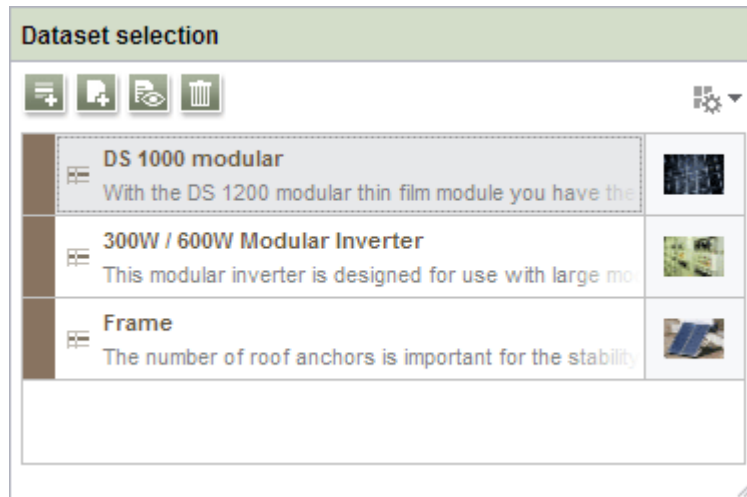 Dataset selection
DS 1000 modular
With the DS 1200 modular thin film module you have the
300W / 600W Modular Inverter
This modular inverter is designed for use with large mo
Frame
The number of roof anchors is important for the stability